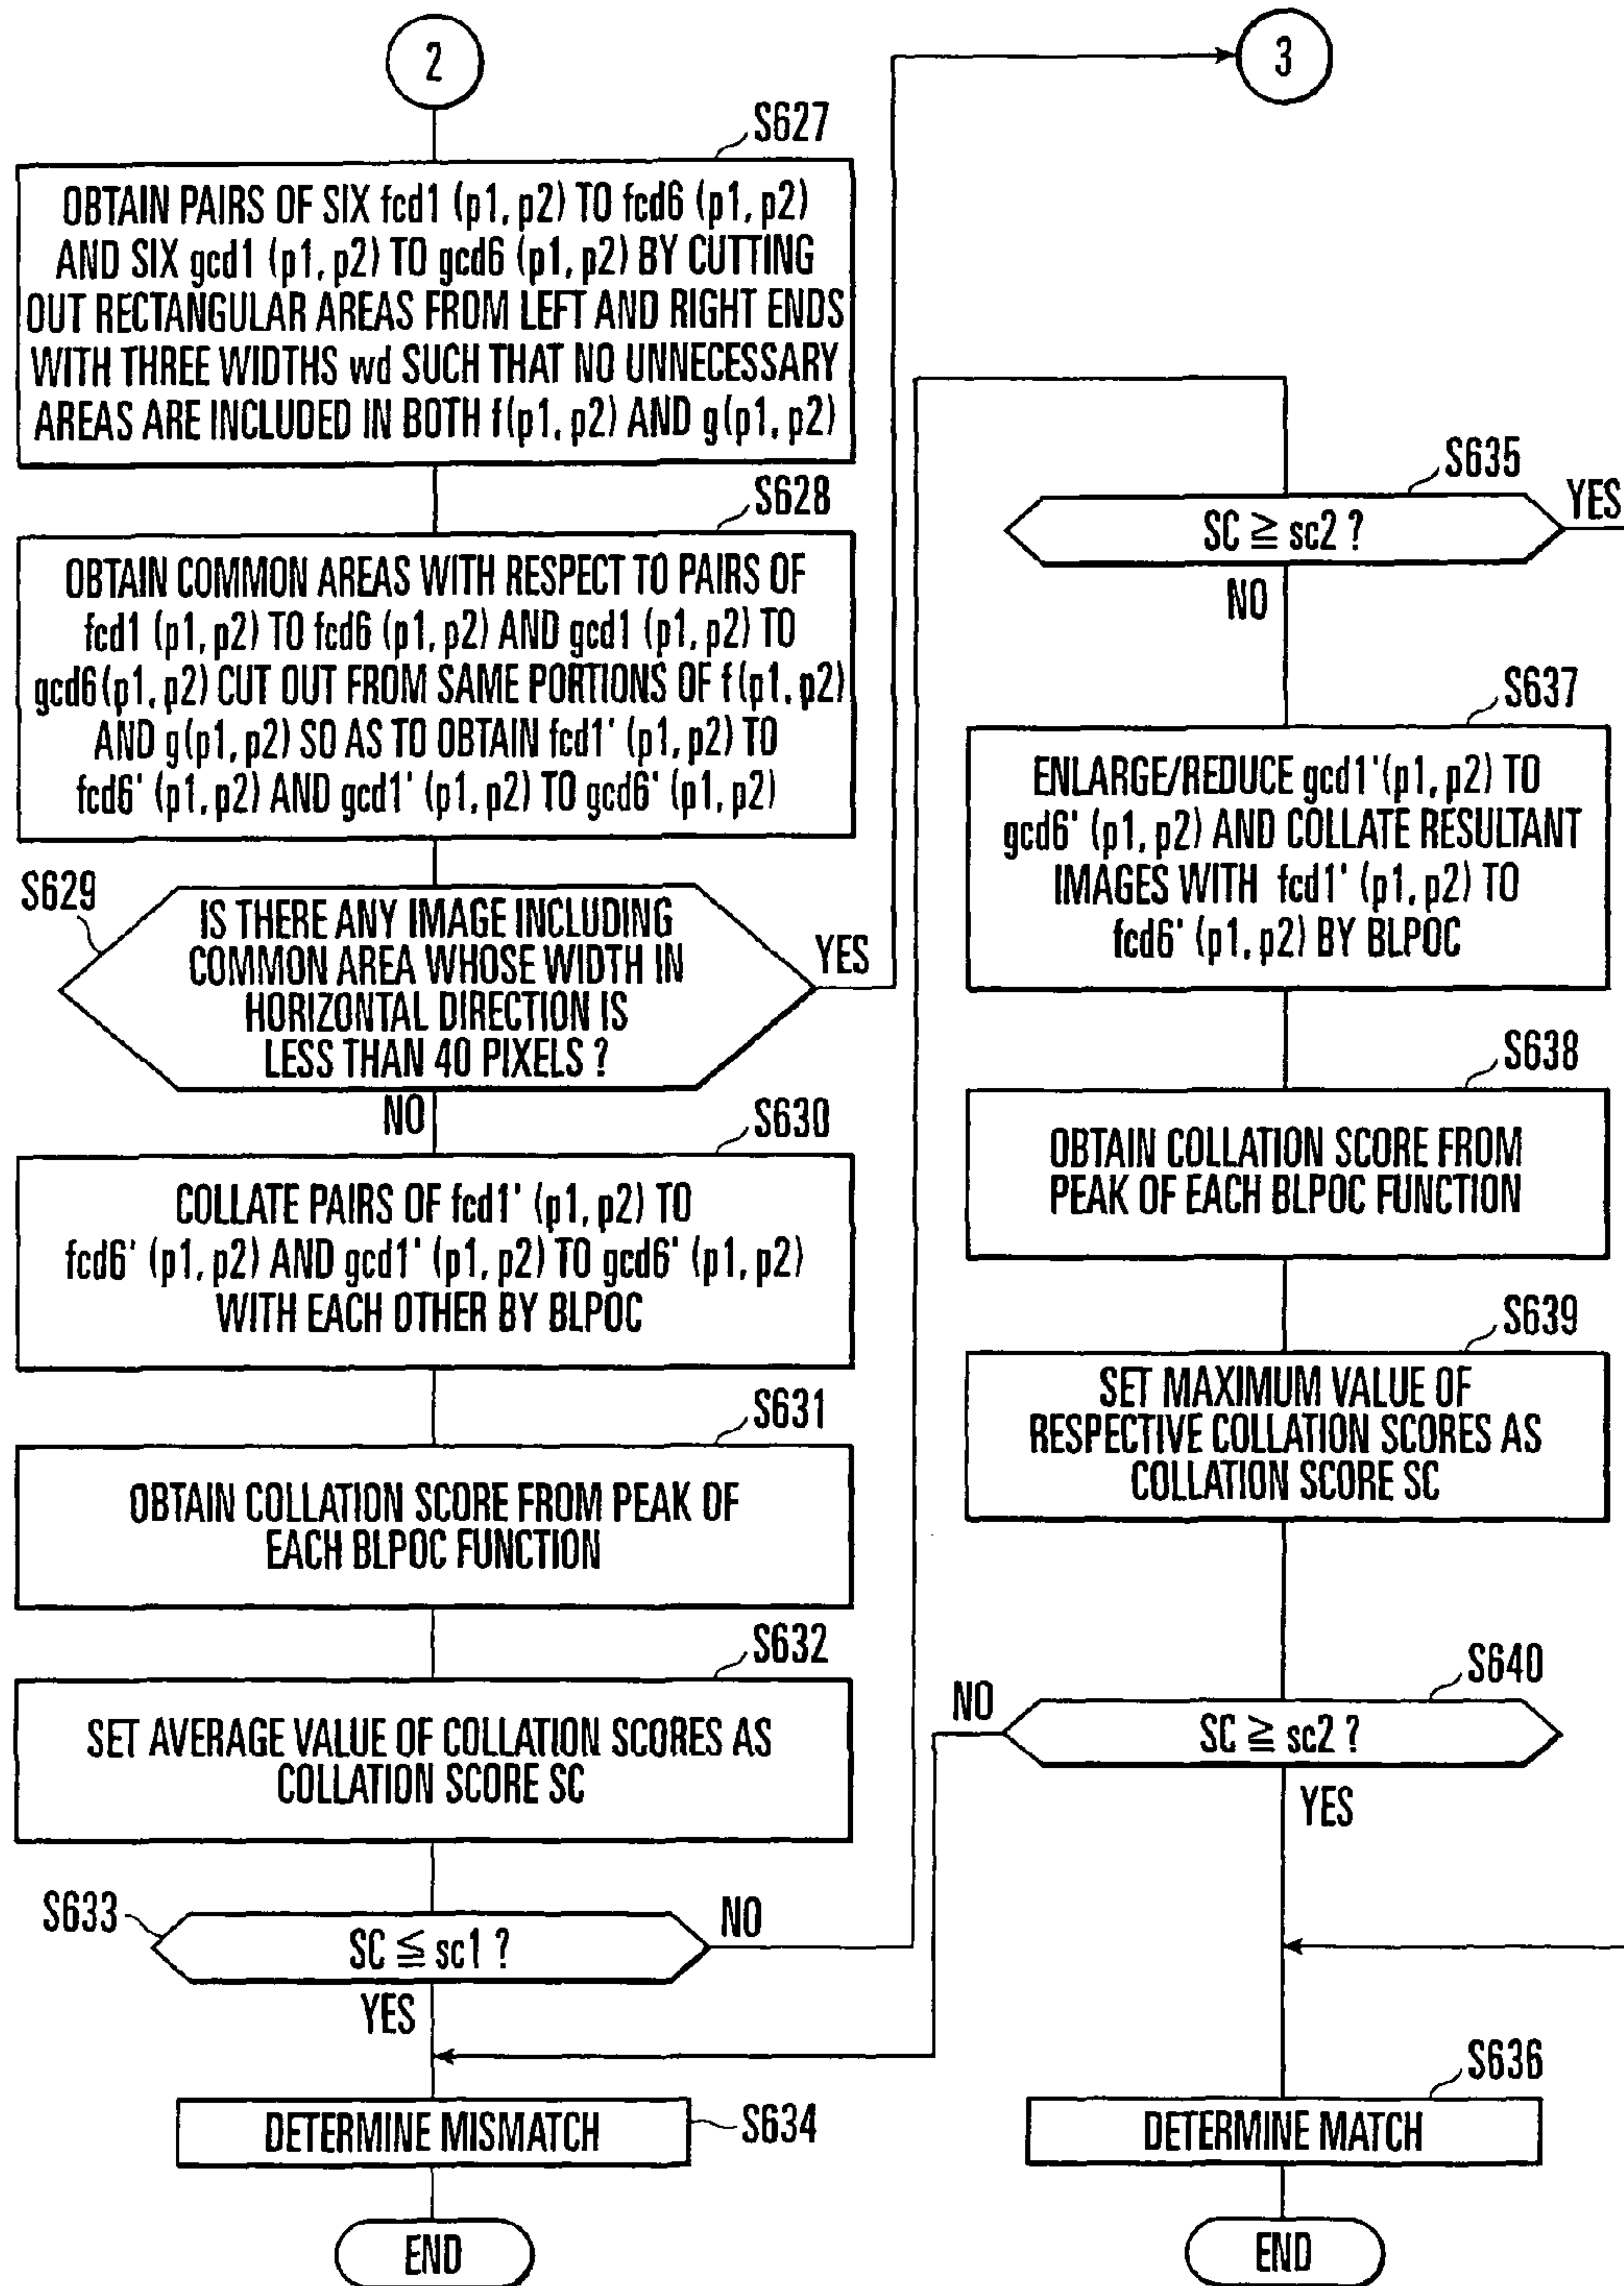 2
S627
OBTAIN PAIRS OF SIX fcd1 (p1, p2) TO fcd6 (p1, p2)
AND SIX gcd1 (p1, p2) TO gcd6 (p1, p2) BY CUTTING
OUT RECTANGULAR AREAS FROM LEFT AND RIGHT ENDS
WITH THREE WIDTHS wd SUCH THAT NO UNNECESSARY
AREAS ARE INCLUDED IN BOTH f(p1, p2) AND g(p1, p2)
S628
OBTAIN COMMON AREAS WITH RESPECT TO PAIRS OF
fcd1 (p1, p2) TO fcd6 (p1, p2) AND gcd1 (p1, p2) TO
gcd6(p1, p2) CUT OUT FROM SAME PORTIONS OF f(p1, p2)
AND g(p1, p2) SO AS TO OBTAIN fcd1' (p1, p2) TO
fcd6' (p1, p2) AND gcd1' (p1, p2) TO gcd6' (p1, p2)
S629
IS THERE ANY IMAGE INCLUDING
COMMON AREA WHOSE WIDTH IN
HORIZONTAL DIRECTION IS
LESS THAN 40 PIXELS ?
YES
NO
S630
COLLATE PAIRS OF fcd1' (p1, p2) TO
fcd6' (p1, p2) AND gcd1' (p1, p2) TO gcd6' (p1, p2)
WITH EACH OTHER BY BLPOC
S631
OBTAIN COLLATION SCORE FROM PEAK OF
EACH BLPOC FUNCTION
S632
SET AVERAGE VALUE OF COLLATION SCORES AS
COLLATION SCORE SC
S633
SC ≦ sc1 ?
NO
YES
DETERMINE MISMATCH
S634
END
3
S635
SC ≧ sc2 ?
YES
NO
S637
ENLARGE/REDUCE gcd1'(p1, p2) TO
gcd6' (p1, p2) AND COLLATE RESULTANT
IMAGES WITH fcd1' (p1, p2) TO
fcd6' (p1, p2) BY BLPOC
S638
OBTAIN COLLATION SCORE FROM
PEAK OF EACH BLPOC FUNCTION
S639
SET MAXIMUM VALUE OF
RESPECTIVE COLLATION SCORES AS
COLLATION SCORE SC
S640
NO
SC ≧ sc2 ?
YES
S636
DETERMINE MATCH
END